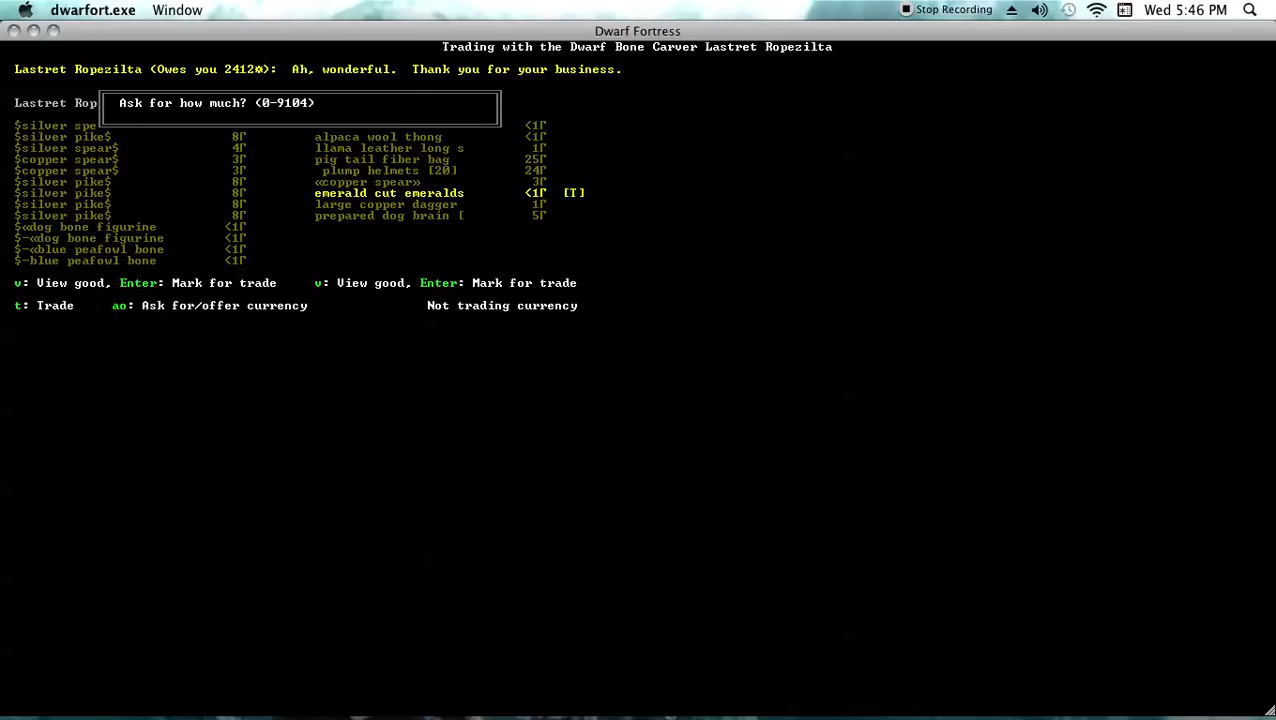 dwarfort.exe Window Stop Recording Wed 5:46 PM
Dwarf Fortress
Trading with the Dwarf Bone Carver Lastret Ropezilta
Lastret Ropezilta (Owes you 2412☼): Ah, wonderful. Thank you for your business.
Lastret Rop Ask for how much? (0-9104)
$silver spe <1Γ
$silver pike$ 8Γ alpaca wool thong <1Γ
$silver spear$ 4Γ llama leather long s 1Γ
$copper spear$ 3Γ pig tail fiber bag 25Γ
$copper spear$ 3Γ plump helmets [20] 24Γ
$silver pike$ 8Γ «copper spear» 3Γ
$silver pike$ 8Γ emerald cut emeralds <1Γ [T]
$silver pike$ 8Γ large copper dagger 1Γ
$silver pike$ 8Γ prepared dog brain [ 5Γ
$«dog bone figurine <1Γ
$-«dog bone figurine <1Γ
$-«blue peafowl bone <1Γ
$-blue peafowl bone <1Γ
v: View good, Enter: Mark for trade v: View good, Enter: Mark for trade
t: Trade ao: Ask for/offer currency Not trading currency